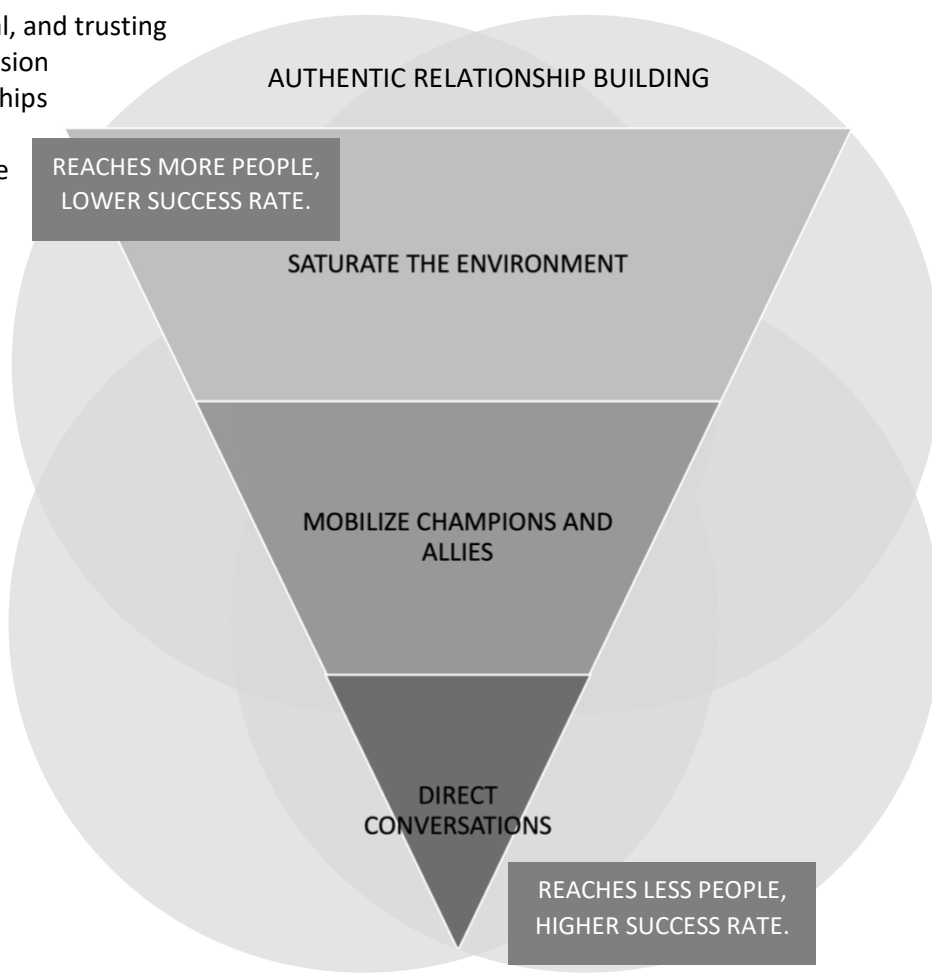 l, and trusting
sion
hips
e
AUTHENTIC RELATIONSHIP BUILDING
REACHES MORE PEOPLE,
LOWER SUCCESS RATE.
SATURATE THE ENVIRONMENT
MOBILIZE CHAMPIONS AND
ALLIES
DIRECT
CONVERSATIONS
REACHES LESS PEOPLE,
HIGHER SUCCESS RATE.